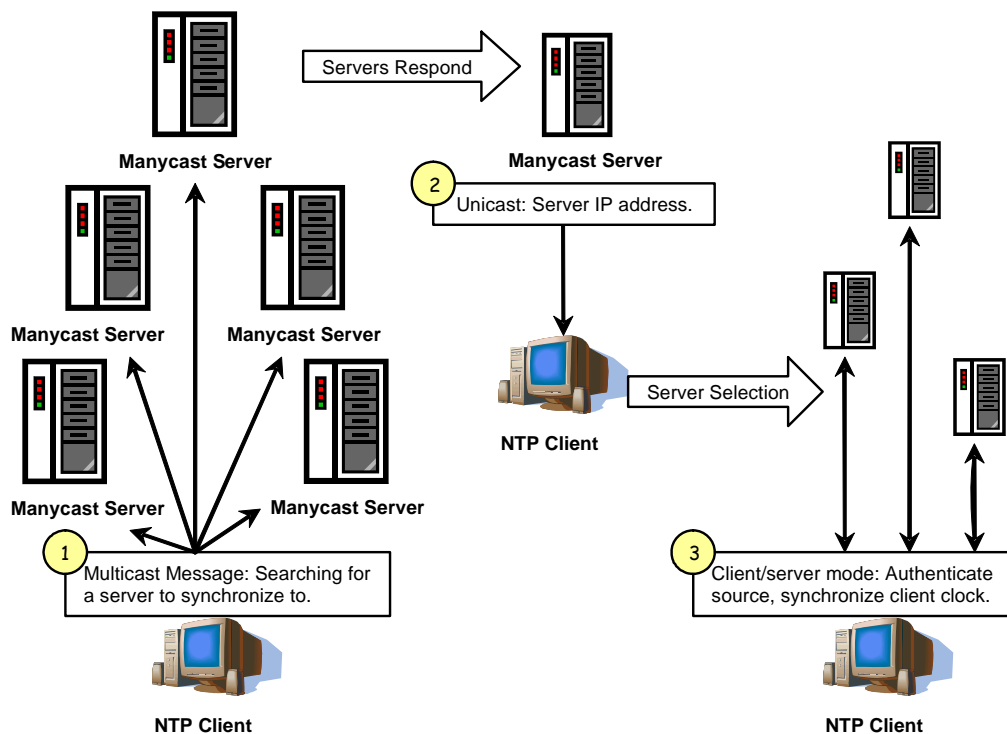 Servers Respond
Manycast Server
Manycast Server
2
Unicast: Server IP address.
Manycast Server
Manycast Server
Server Selection
NTP Client
Manycast Server
Manycast Server
1
Multicast Message: Searching for
a server to synchronize to.
3
Client/server mode: Authenticate
source, synchronize client clock.
NTP Client
NTP Client